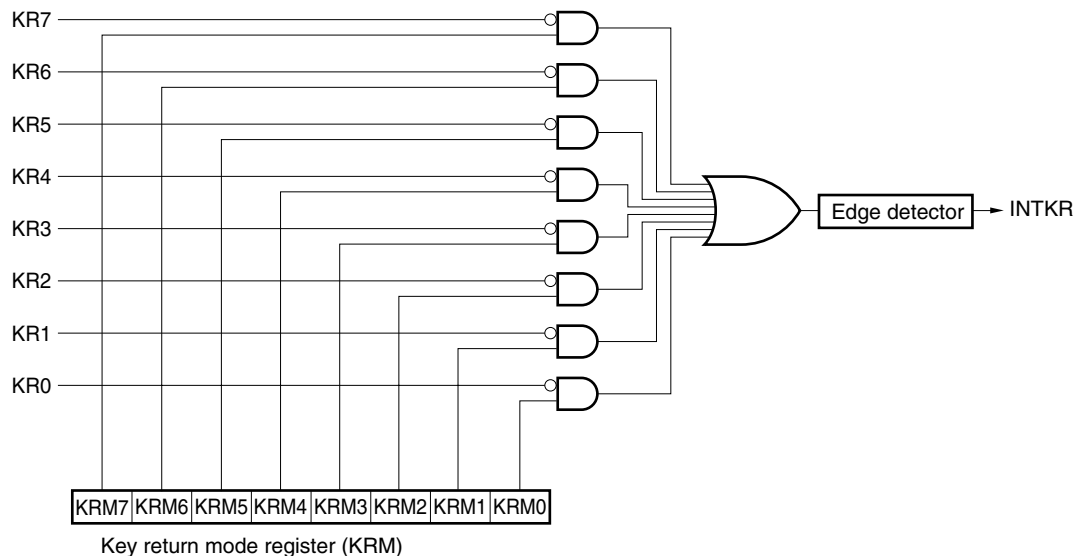 KR7
KR6
KR5
KR4
KR3
KR2
KR1
KR0
Edge detector
INTKR
KRM7 KRM6 KRM5 KRM4 KRM3 KRM2 KRM1 KRM0
Key return mode register (KRM)